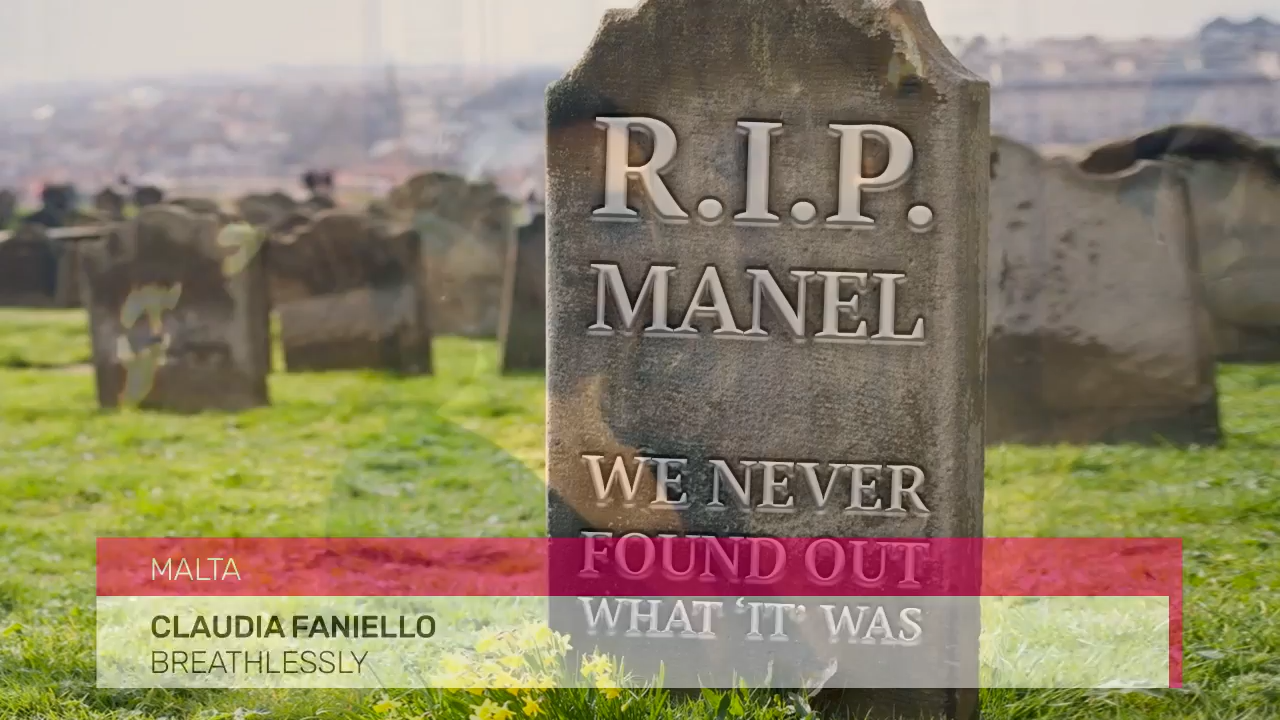 R.I.P.
MANEL
WE NEVER
FOUND OUT
WHAT ‘IT’ WAS
MALTA
CLAUDIA FANIELLO
BREATHLESSLY